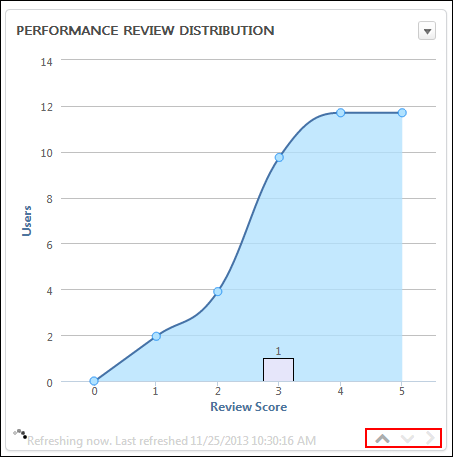 PERFORMANCE REVIEW DISTRIBUTION
14
12
10
8
6
4
2
0
Users
1
0 1 2 3 4 5
Review Score
Refreshing now. Last refreshed 11/25/2013 10:30:16 AM